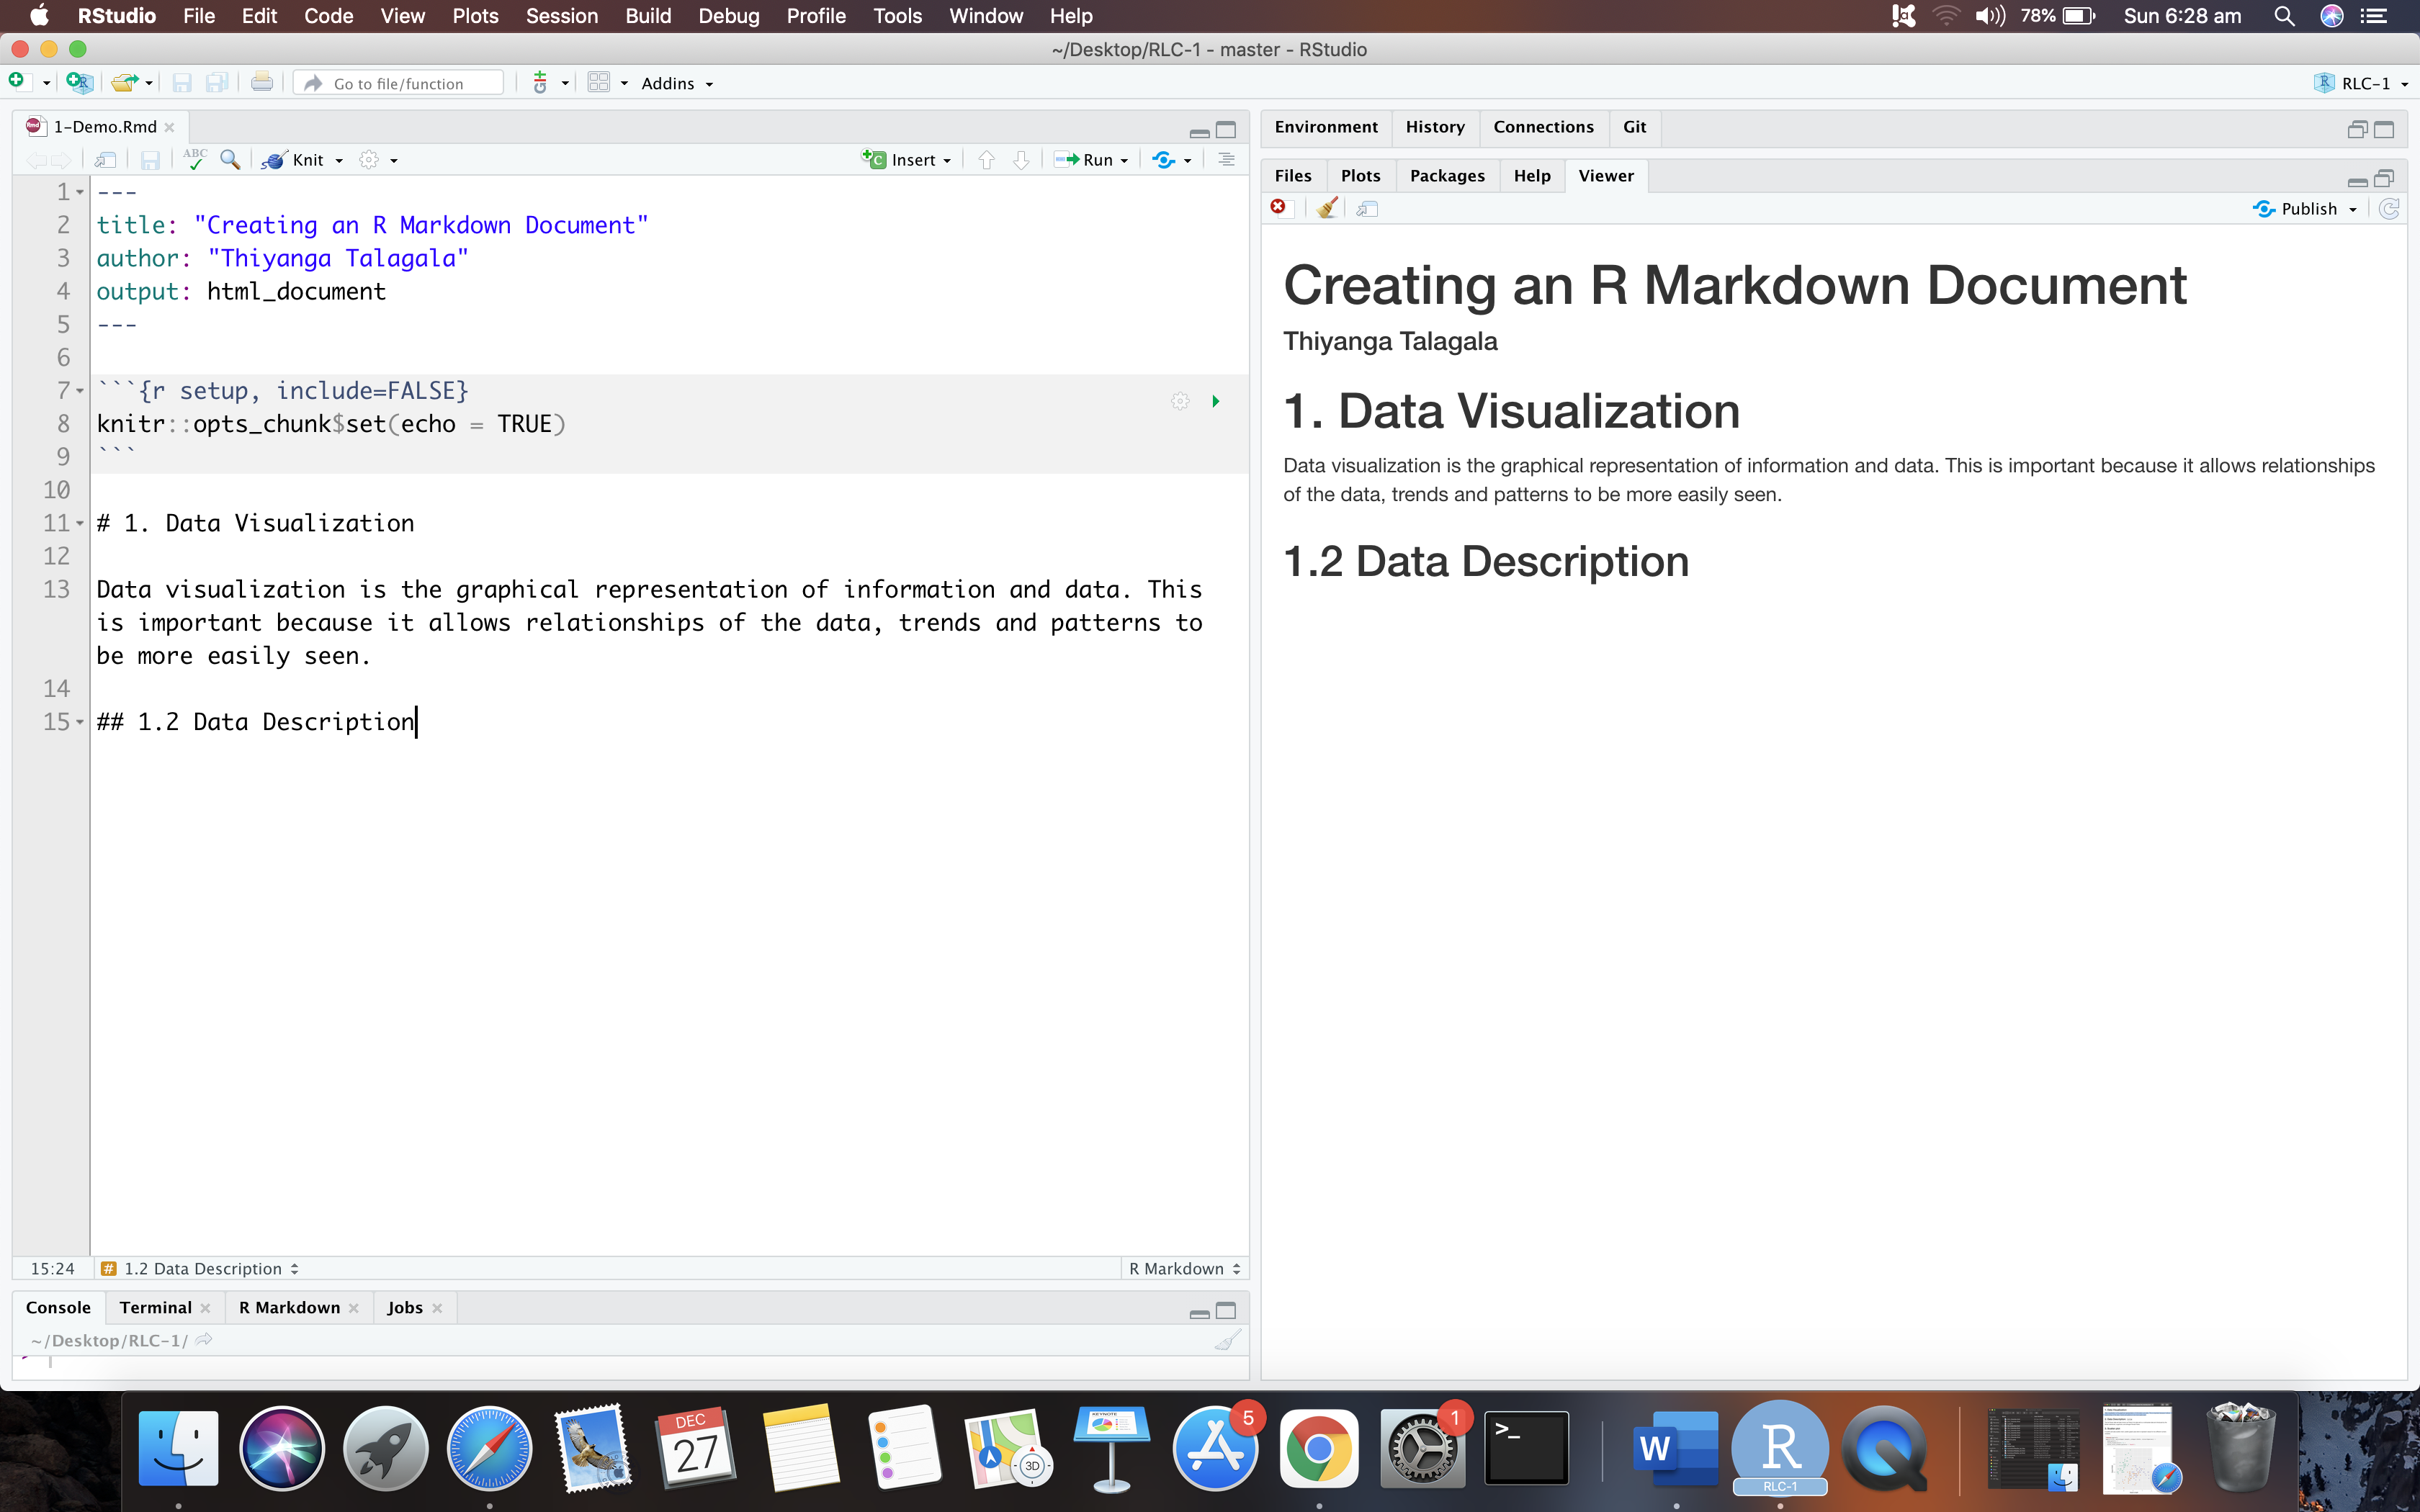 RStudio File Edit Code View Plots Session Build Debug Profile Tools Window Help 78% Sun 6:28 am
~/Desktop/RLC-1 - master - RStudio
Go to file/function Addins RLC-1
1-Demo.Rmd
ABC Knit Insert Run
1 ---
2 title: "Creating an R Markdown Document"
3 author: "Thiyanga Talagala"
4 output: html_document
5 ---
6
7 ```{r setup, include=FALSE}
8 knitr::opts_chunk$set(echo = TRUE)
9 ```
10
11 # 1. Data Visualization
12
13 Data visualization is the graphical representation of information and data. This
is important because it allows relationships of the data, trends and patterns to
be more easily seen.
14
15 ## 1.2 Data Description
15:24 # 1.2 Data Description R Markdown
Console Terminal R Markdown Jobs
~/Desktop/RLC-1/
>
Environment History Connections Git
Files Plots Packages Help Viewer
Publish
Creating an R Markdown Document
Thiyanga Talagala
1. Data Visualization
Data visualization is the graphical representation of information and data. This is important because it allows relationships
of the data, trends and patterns to be more easily seen.
1.2 Data Description
DEC
27
3D
KEYNOTE
5
1
>_
W
R
RLC-1